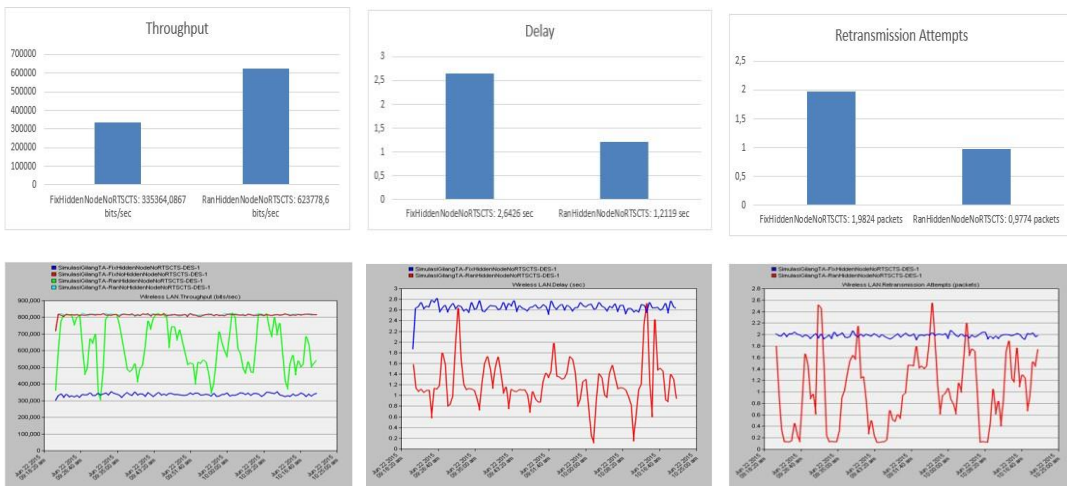 Throughput
700000
600000
500000
400000
300000
200000
100000
0
FixHiddenNodeNoRTSCTS: 335364,0867
bits/sec
RanHiddenNodeNoRTSCTS: 623778,6
bits/sec
Delay
3
2,5
2
1,5
1
0,5
0
FixHiddenNodeNoRTSCTS: 2,6426 sec
RanHiddenNodeNoRTSCTS: 1,2119 sec
Retransmission Attempts
2,5
2
1,5
1
0,5
0
FixHiddenNodeNoRTSCTS: 1,9824 packets
RanHiddenNodeNoRTSCTS: 0,9774 packets
SimulasiGilangTA-FixHiddenNodeNoRTSCTS-DES-1
SimulasiGilangTA-FixNoHiddenNodeNoRTSCTS-DES-1
SimulasiGilangTA-RanHiddenNodeNoRTSCTS-DES-1
SimulasiGilangTA-RanNoHiddenNodeNoRTSCTS-DES-1
Wireless LAN.Throughput (bits/sec)
900,000
800,000
700,000
600,000
500,000
400,000
300,000
200,000
100,000
0
SimulasiGilangTA-FixHiddenNodeNoRTSCTS-DES-1
SimulasiGilangTA-RanHiddenNodeNoRTSCTS-DES-1
Wireless LAN.Delay (sec)
3
2.8
2.6
2.4
2.2
2
1.8
1.6
1.4
1.2
1
0.8
0.6
0.4
0.2
0
SimulasiGilangTA-FixHiddenNodeNoRTSCTS-DES-1
SimulasiGilangTA-RanHiddenNodeNoRTSCTS-DES-1
Wireless LAN.Retransmission Attempts (packets)
2.8
2.6
2.4
2.2
2
1.8
1.6
1.4
1.2
1
0.8
0.6
0.4
0.2
0